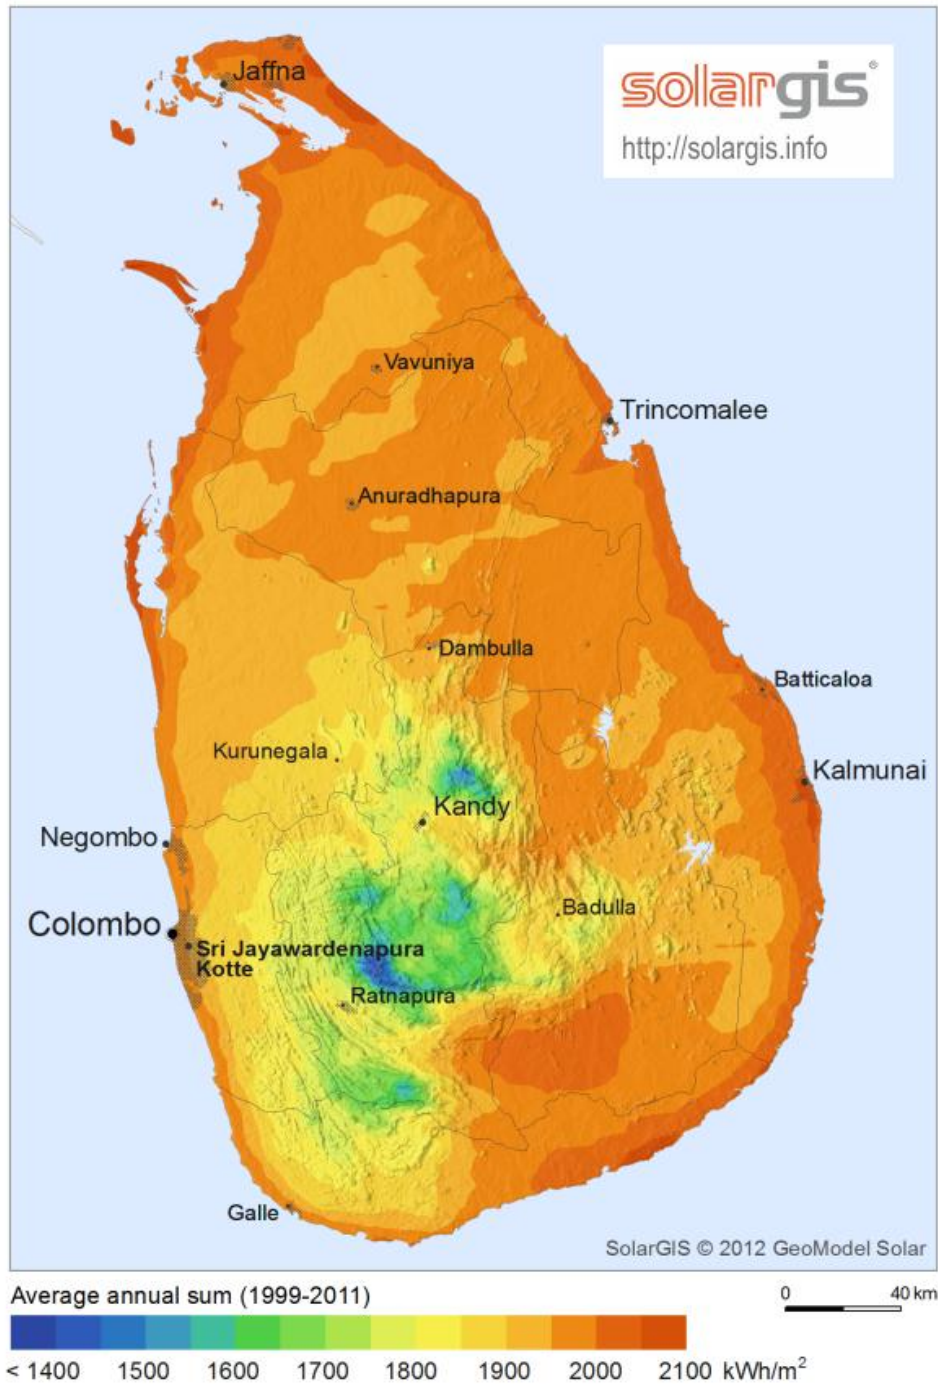 Jaffna
solargis®
http://solargis.info
Vavuniya
Trincomalee
Anuradhapura
Dambulla
Batticaloa
Kurunegala
Kalmunai
Kandy
Negombo
Badulla
Colombo
Sri Jayawardenapura
Kotte
Ratnapura
Galle
SolarGIS © 2012 GeoModel Solar
Average annual sum (1999-2011)
0 40 km
< 1400 1500 1600 1700 1800 1900 2000 2100 kWh/m²